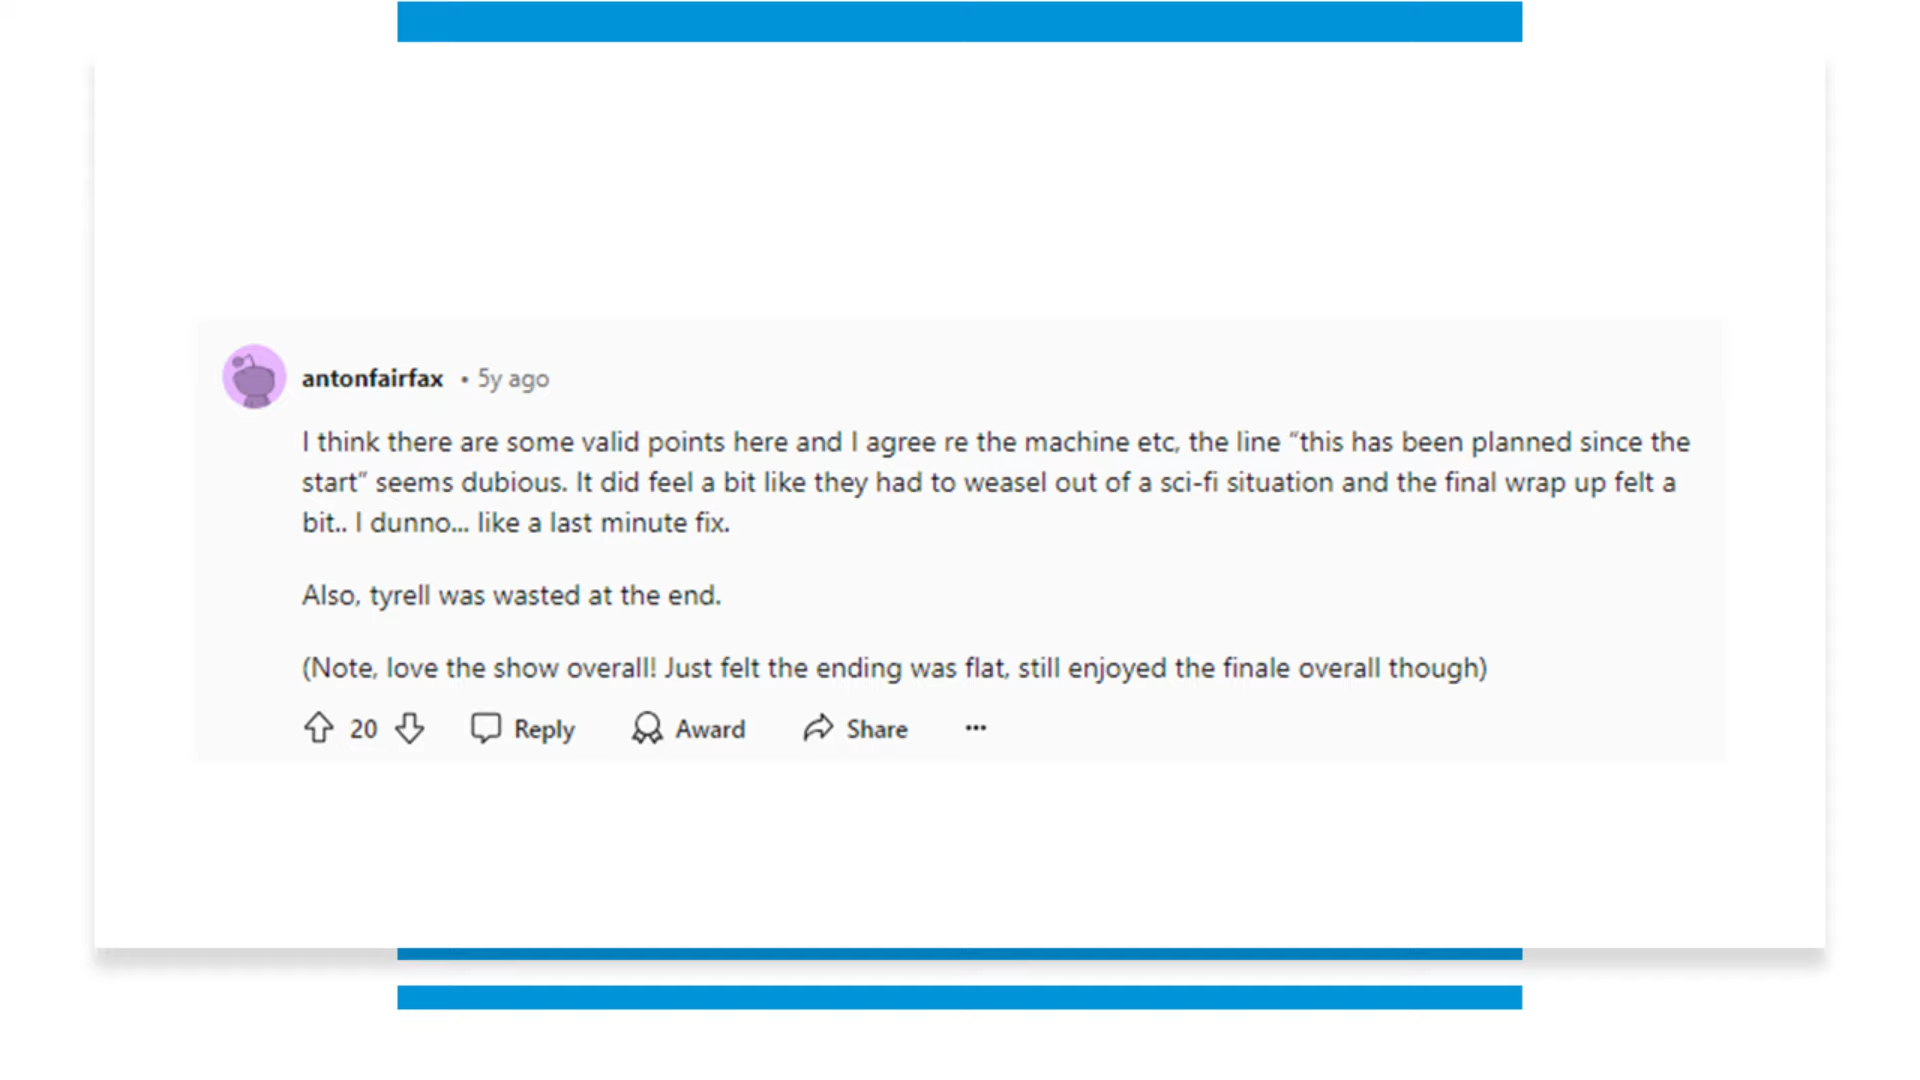 antonfairfax • 5y ago
I think there are some valid points here and I agree re the machine etc, the line “this has been planned since the
start” seems dubious. It did feel a bit like they had to weasel out of a sci-fi situation and the final wrap up felt a
bit.. I dunno... like a last minute fix.
Also, tyrell was wasted at the end.
(Note, love the show overall! Just felt the ending was flat, still enjoyed the finale overall though)
20 Reply Award Share ...